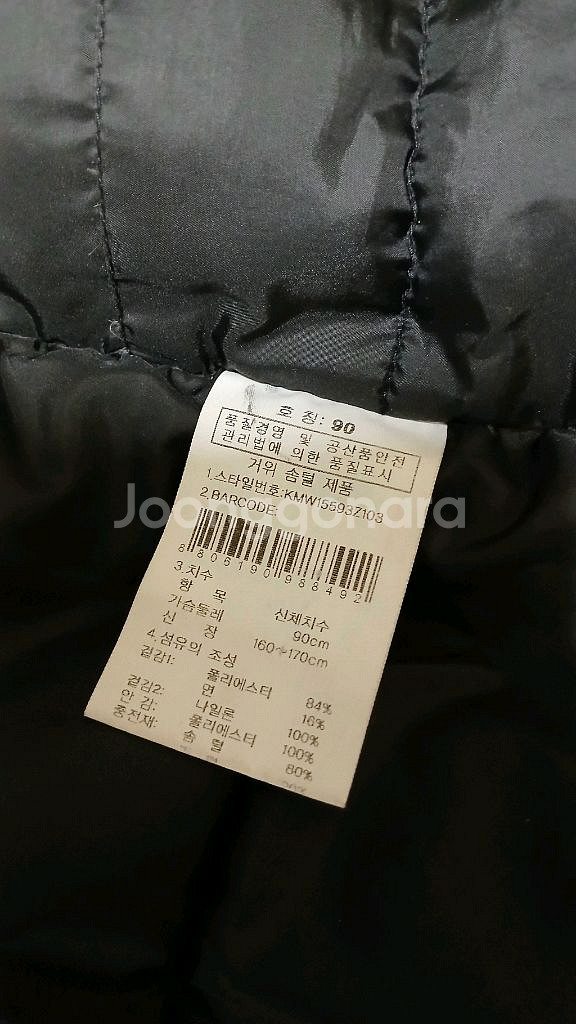 호 칭: 90
품질경영 및 공산품안전
관리법에 의한 품질표시
거위 솜털 제품
1.스타일번호:KMW15593Z103
2.BARCODE:
Joonggonara
8 806190 988492
3.치수
항 목 신체치수
가슴둘레 90cm
신 장 160~170cm
4.섬유의 조성
겉감1: 폴리에스터 84%
면 16%
겉감2: 나일론 100%
안 감: 폴리에스터 100%
충전재: 솜 털 80%